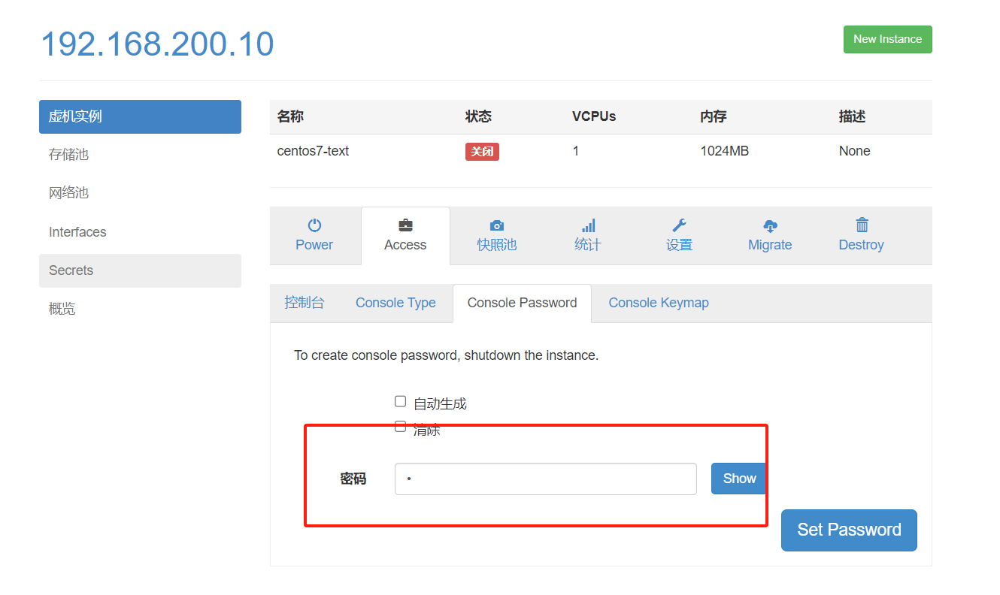 192.168.200.10
New Instance
虚机实例
存储池
网络池
Interfaces
Secrets
概览
名称 状态 VCPUs 内存 描述
centos7-text 关闭 1 1024MB None
Power Access 快照池 统计 设置 Migrate Destroy
控制台 Console Type Console Password Console Keymap
To create console password, shutdown the instance.
自动生成
清除
密码 • Show
Set Password